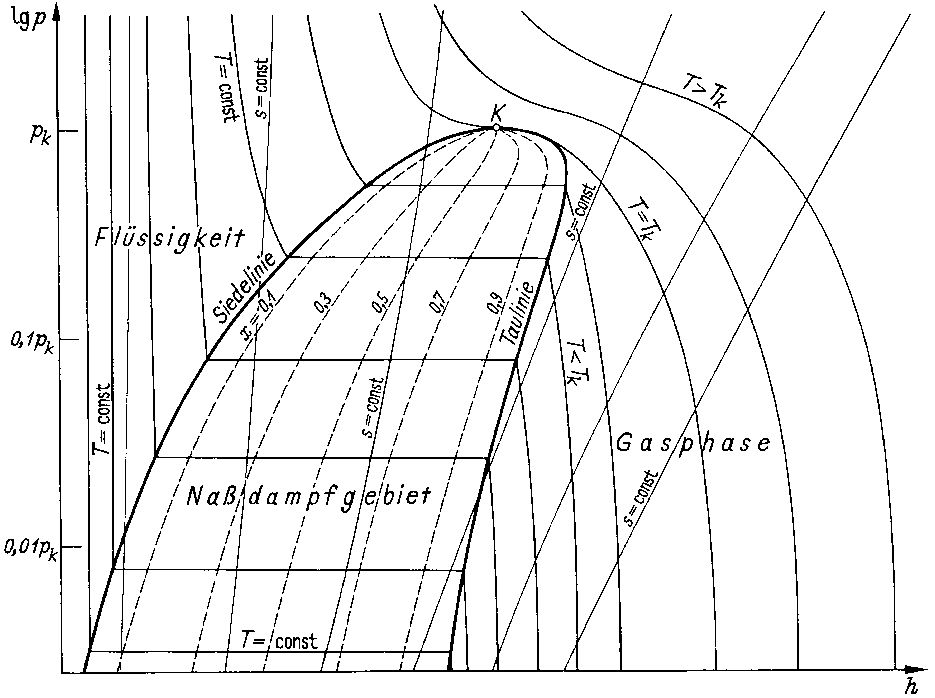 lg p
K
T=const
s=const
T>T_k
p_k
s=const
T=T_k
Flüssigkeit
Siedelinie
x=0,1
0,3
0,5
0,7
0,9
Taulinie
0,1p_k
T<T_k
T=const
s=const
Gasphase
Naßdampfgebiet
s=const
0,01p_k
T=const
h